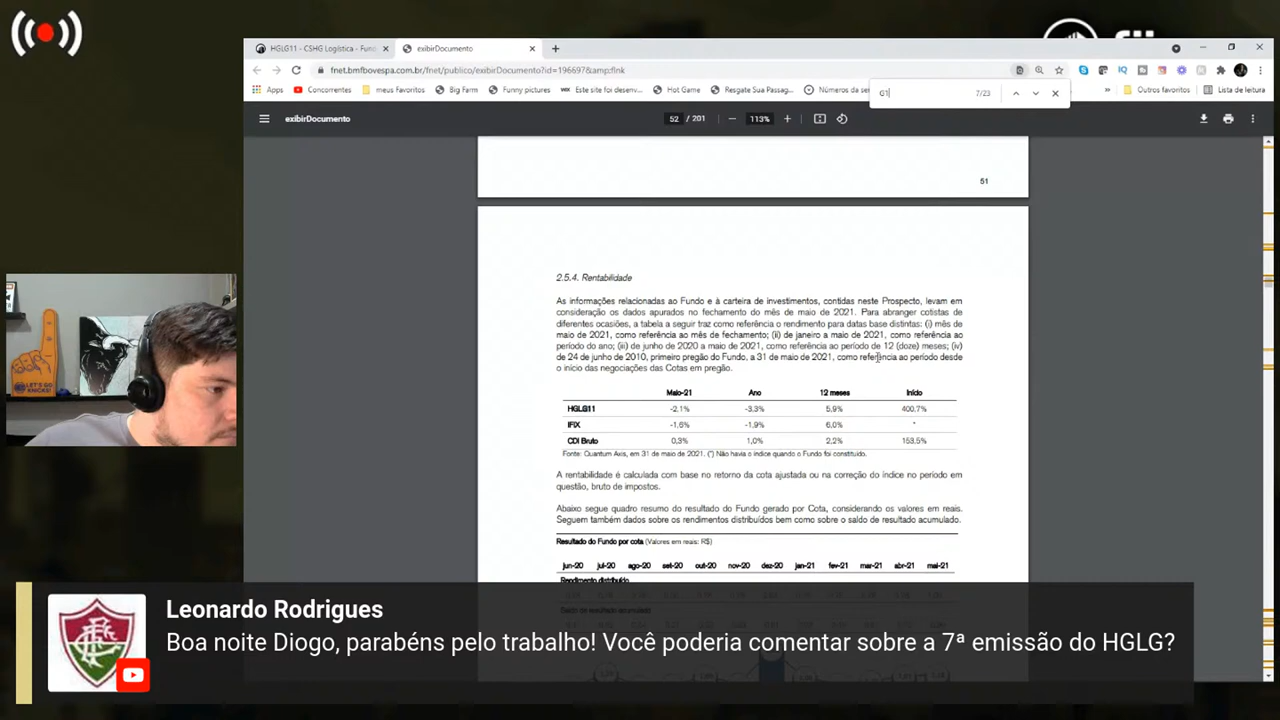 HGLG11 - CSHG Logística - Fund
exibirDocumento
fnet.bmfbovespa.com.br/fnet/publico/exibirDocumento?id=196697&amp;flnk
Apps
Concorrentes
meus Favoritos
Big Farm
Funny pictures
Este site foi desenv...
Hot Game
Resgate Sua Passag...
Números da se
Outros favoritos
Lista de leitura
G1
7/23
exibirDocumento
52 / 201
113%
51
2.5.4. Rentabilidade
As informações relacionadas ao Fundo e à carteira de investimentos, contidas neste Prospecto, levam em
consideração os dados apurados no fechamento do mês de maio de 2021. Para abranger cotistas de
diferentes ocasiões, a tabela a seguir traz como referência o rendimento para datas base distintas: (i) mês de
maio de 2021, como referência ao mês de fechamento; (ii) de janeiro a maio de 2021, como referência ao
período do ano; (iii) de junho de 2020 a maio de 2021, como referência ao período de 12 (doze) meses; (iv)
de 24 de junho de 2010, primeiro pregão do Fundo, a 31 de maio de 2021, como referência ao período desde
o início das negociações das Cotas em pregão.
Maio-21 Ano 12 meses Início
HGLG11 -2.1% -3.3% 5.9% 400.7%
IFIX -1.6% -1.9% 6.0% *
CDI Bruto 0,3% 1,0% 2,2% 153.5%
Fonte: Quantum Axis, em 31 de maio de 2021. (*) Não havia o índice quando o Fundo foi constituído.
A rentabilidade é calculada com base no retorno da cota ajustada ou na correção do índice no período em
questão, bruto de impostos.
Abaixo segue quadro resumo do resultado do Fundo gerado por Cota, considerando os valores em reais.
Seguem também dados sobre os rendimentos distribuídos bem como sobre o saldo de resultado acumulado.
Resultado do Fundo por cota (Valores em reais: R$)
jun-20 jul-20 ago-20 set-20 out-20 nov-20 dez-20 jan-21 fev-21 mar-21 abr-21 mai-21
Rendimento distribuído
Saldo de resultado acumulado
LET'S GO
KNICKS!
Leonardo Rodrigues
Boa noite Diogo, parabéns pelo trabalho! Você poderia comentar sobre a 7ª emissão do HGLG?